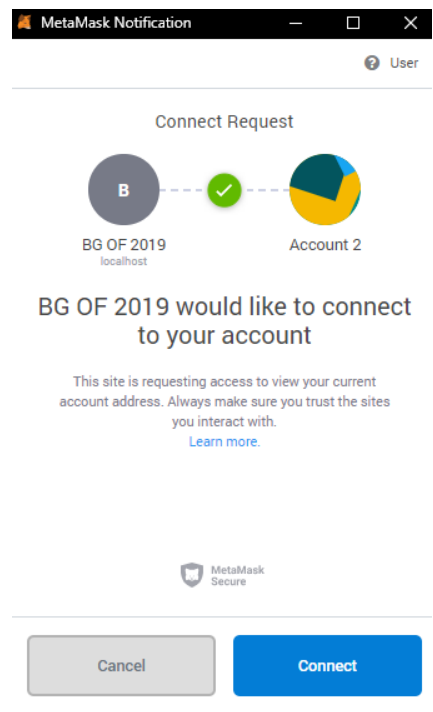 MetaMask Notification
User
Connect Request
B
BG OF 2019
localhost
Account 2
BG OF 2019 would like to connect
to your account
This site is requesting access to view your current
account address. Always make sure you trust the sites
you interact with.
Learn more.
MetaMask
Secure
Cancel
Connect